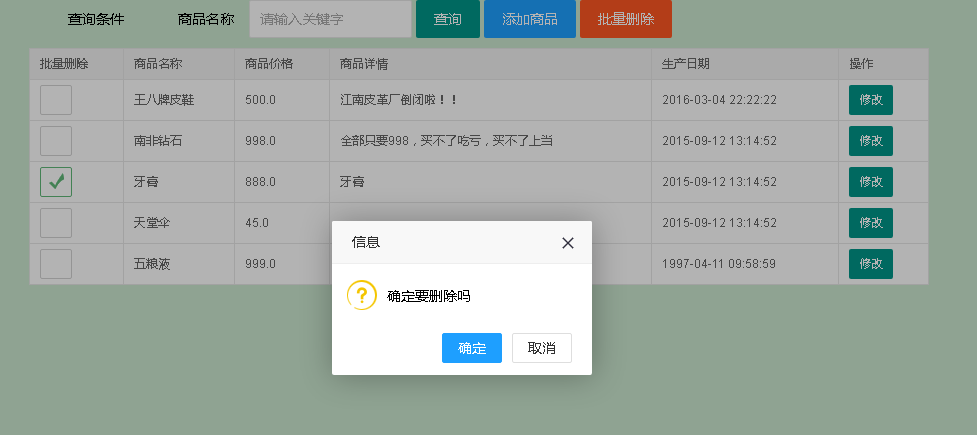 查询条件 商品名称 请输入关键字 查询 添加商品 批量删除
批量删除 商品名称 商品价格 商品详情 生产日期 操作
王八牌皮鞋 500.0 江南皮革厂倒闭啦！！ 2016-03-04 22:22:22 修改
南非钻石 998.0 全部只要998，买不了吃亏，买不了上当 2015-09-12 13:14:52 修改
牙膏 888.0 牙膏 2015-09-12 13:14:52 修改
天堂伞 45.0 2015-09-12 13:14:52 修改
五粮液 999.0 1997-04-11 09:58:59 修改
信息
确定要删除吗
确定 取消